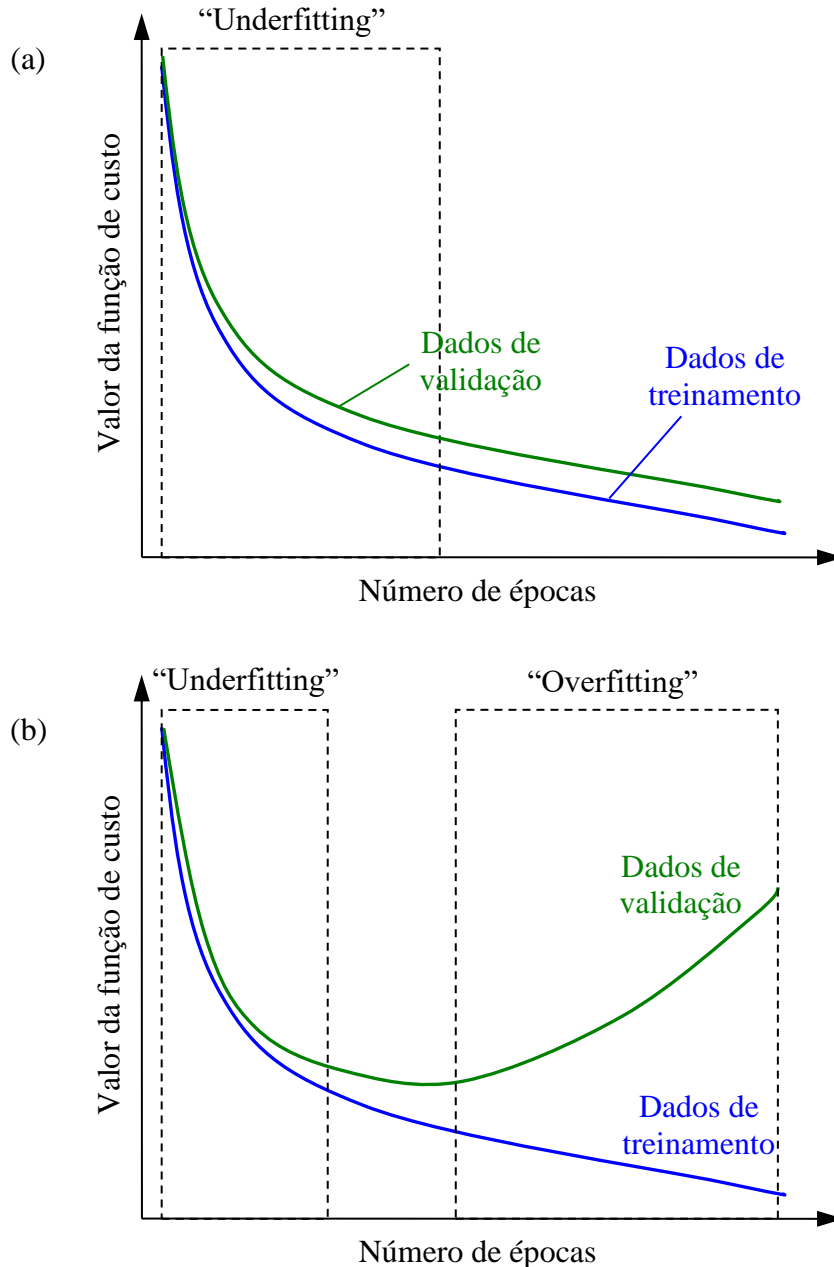 “Underfitting”
(a)
Valor da função de custo
Dados de
validação
Dados de
treinamento
Número de épocas
“Underfitting”
“Overfitting”
(b)
Valor da função de custo
Dados de
validação
Dados de
treinamento
Número de épocas